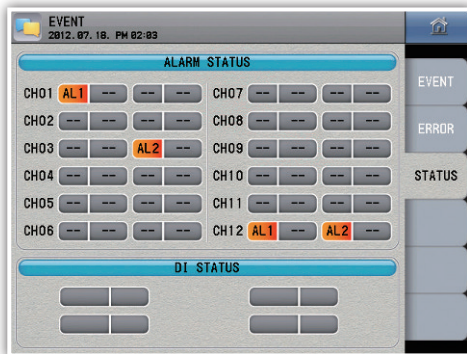 EVENT
2012.07.18. PM 02:03
ALARM STATUS
CH01 AL1 -- -- -- CH07 -- -- -- --
CH02 -- -- -- -- CH08 -- -- -- --
CH03 -- -- AL2 -- CH09 -- -- -- --
CH04 -- -- -- -- CH10 -- -- -- --
CH05 -- -- -- -- CH11 -- -- -- --
CH06 -- -- -- -- CH12 AL1 -- AL2 --
DI STATUS
EVENT
ERROR
STATUS